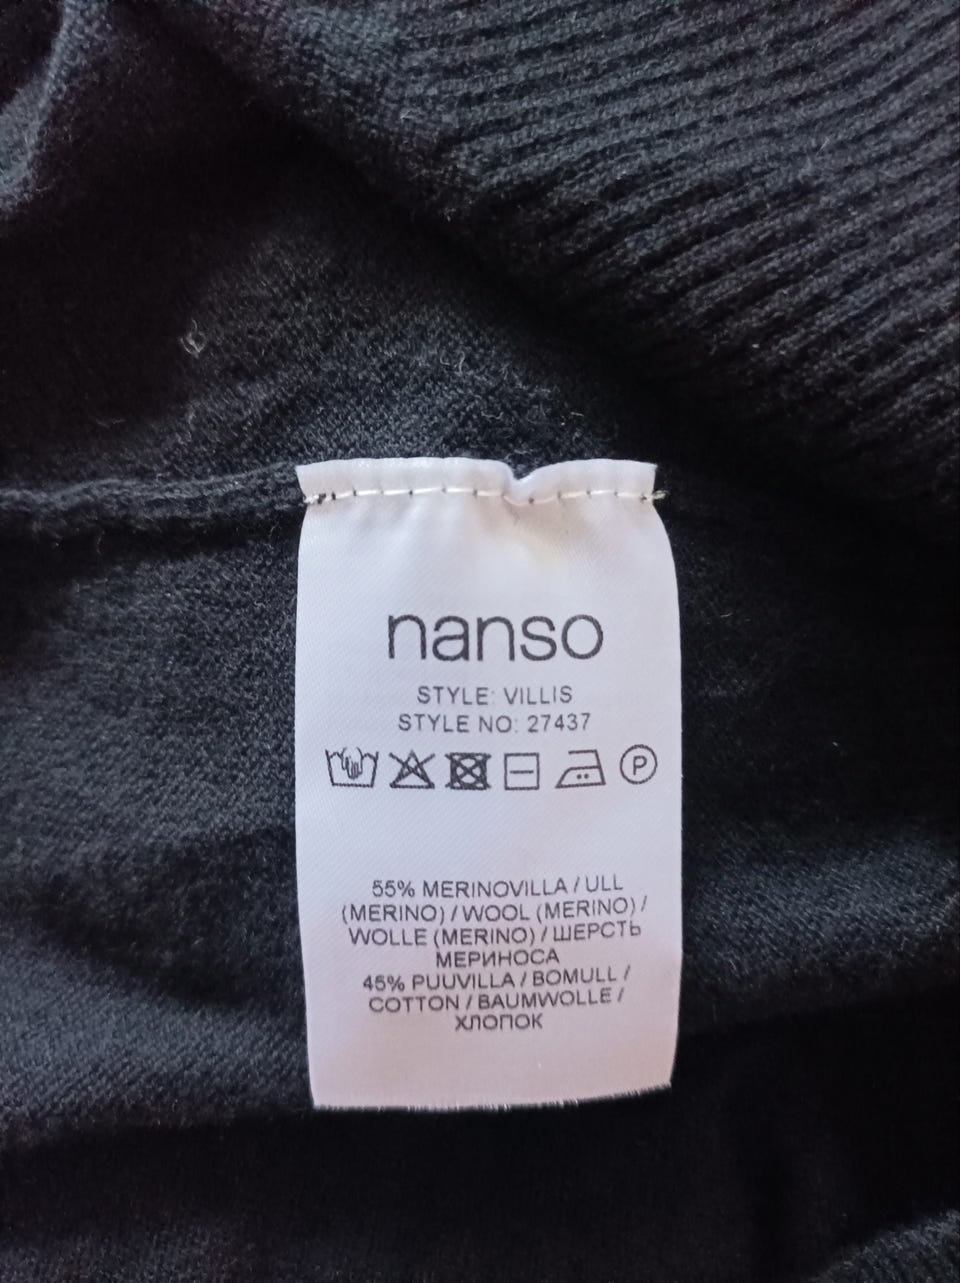 nanso
STYLE: VILLIS
STYLE NO: 27437
P
55% MERINOVILLA / ULL
(MERINO) / WOOL (MERINO) /
WOLLE (MERINO) / ШЕРСТЬ
МЕРИНОСА
45% PUUVILLA / BOMULL /
COTTON / BAUMWOLLE /
ХЛОПОК